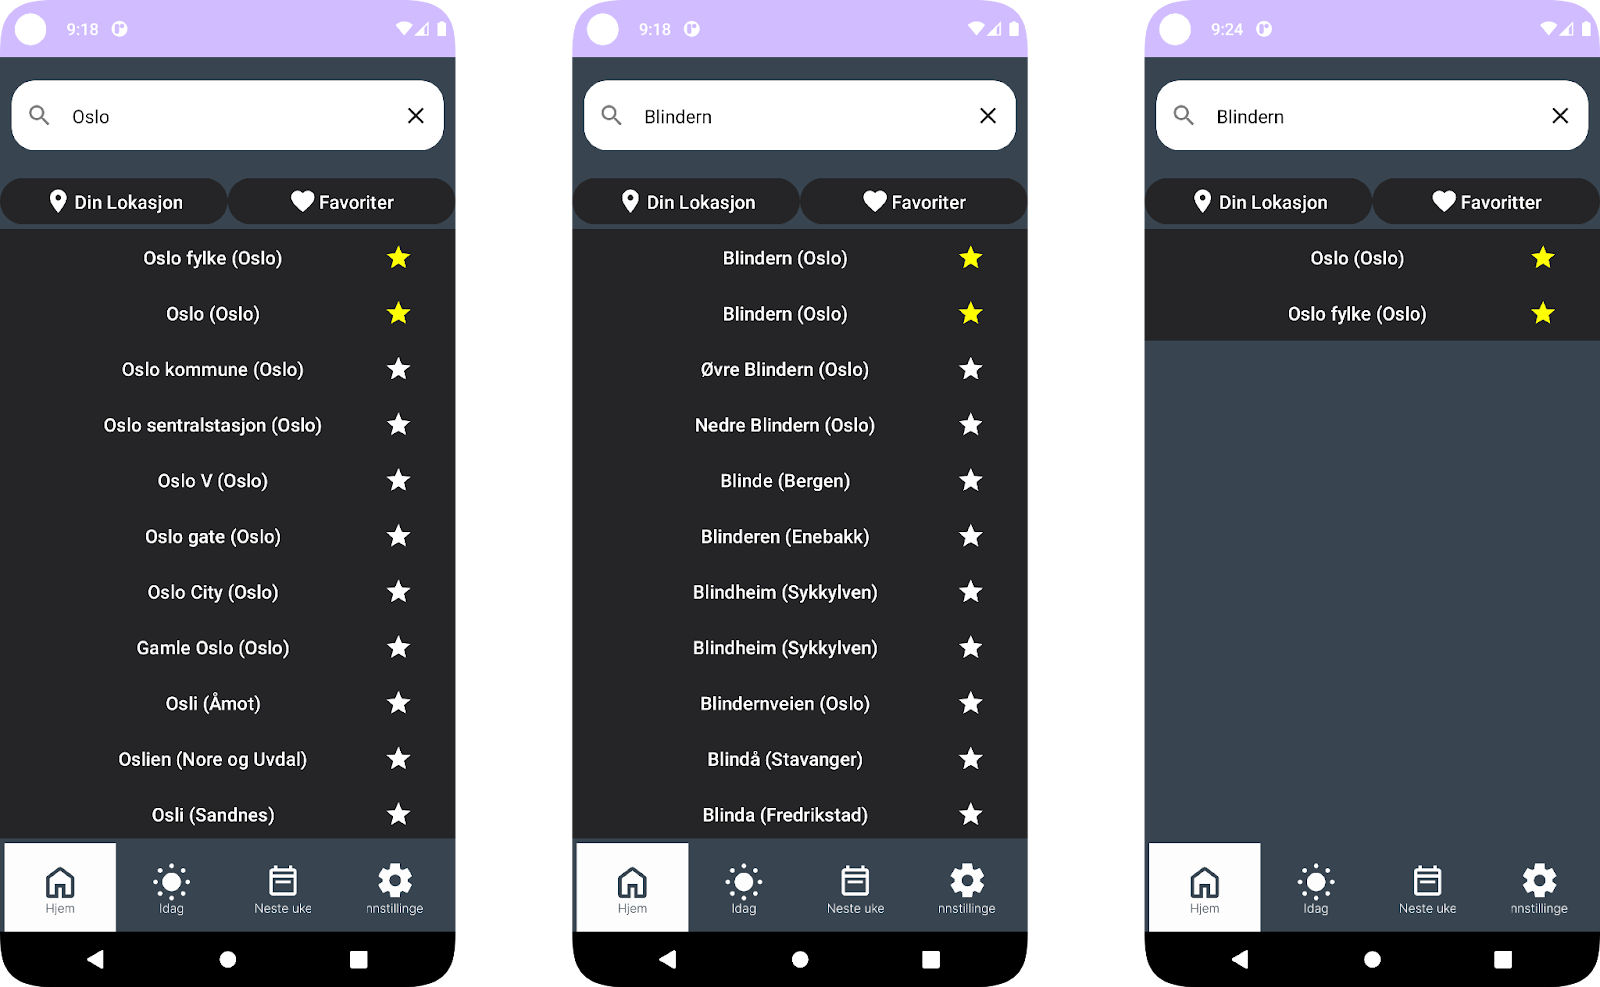 9:18
Oslo
Din Lokasjon
Favoriter
Oslo fylke (Oslo)
Oslo (Oslo)
Oslo kommune (Oslo)
Oslo sentralstasjon (Oslo)
Oslo V (Oslo)
Oslo gate (Oslo)
Oslo City (Oslo)
Gamle Oslo (Oslo)
Osli (Åmot)
Oslien (Nore og Uvdal)
Osli (Sandnes)
Hjem
Idag
Neste uke
nnstillinge
9:18
Blindern
Din Lokasjon
Favoriter
Blindern (Oslo)
Blindern (Oslo)
Øvre Blindern (Oslo)
Nedre Blindern (Oslo)
Blinde (Bergen)
Blinderen (Enebakk)
Blindheim (Sykkylven)
Blindheim (Sykkylven)
Blindernveien (Oslo)
Blindå (Stavanger)
Blinda (Fredrikstad)
Hjem
Idag
Neste uke
nnstillinge
9:24
Blindern
Din Lokasjon
Favoritter
Oslo (Oslo)
Oslo fylke (Oslo)
Hjem
Idag
Neste uke
nnstillinge